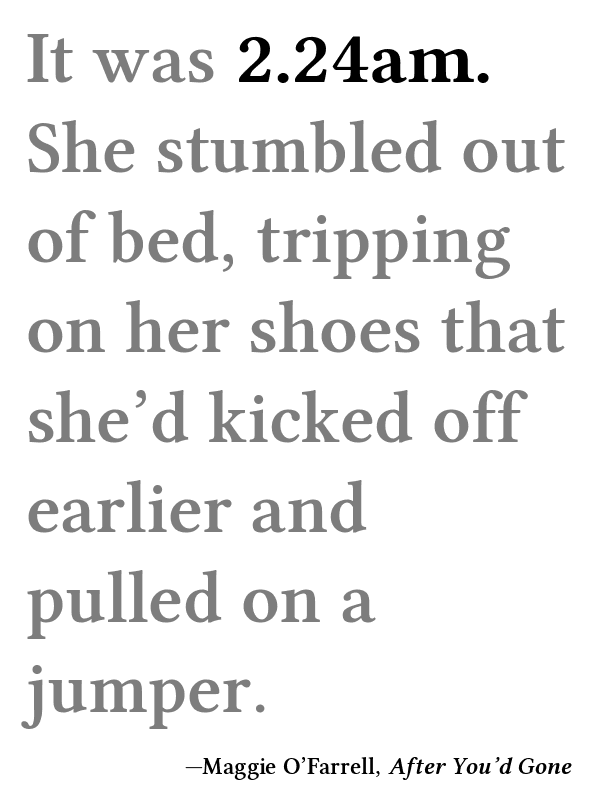 It was 2.24am.
She stumbled out
of bed, tripping
on her shoes that
she’d kicked off
earlier and
pulled on a
jumper.
—Maggie O’Farrell, After You’d Gone